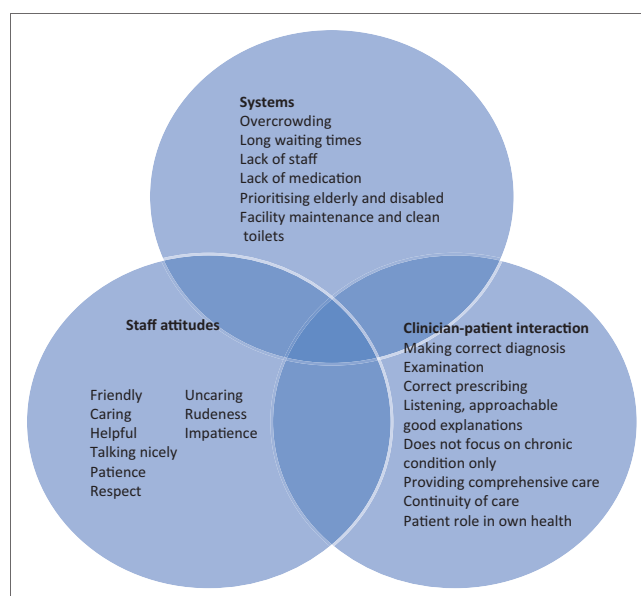 Systems
Overcrowding
Long waiting times
Lack of staff
Lack of medication
Prioritising elderly and disabled
Facility maintenance and clean
toilets
Staff attitudes
Friendly
Caring
Helpful
Talking nicely
Patience
Respect
Uncaring
Rudeness
Impatience
Clinician-patient interaction
Making correct diagnosis
Examination
Correct prescribing
Listening, approachable
good explanations
Does not focus on chronic
condition only
Providing comprehensive care
Continuity of care
Patient role in own health